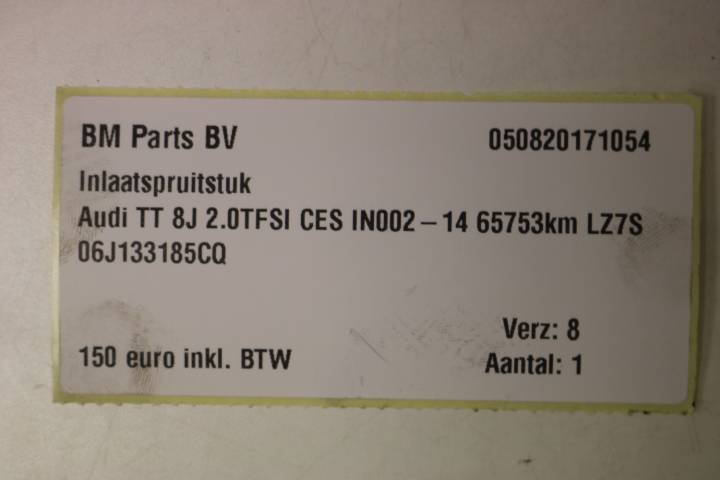 BM Parts BV 050820171054
Inlaatspruitstuk
Audi TT 8J 2.0TFSI CES IN002-14 65753km LZ7S
06J133185CQ
Verz: 8
150 euro inkl. BTW Aantal: 1